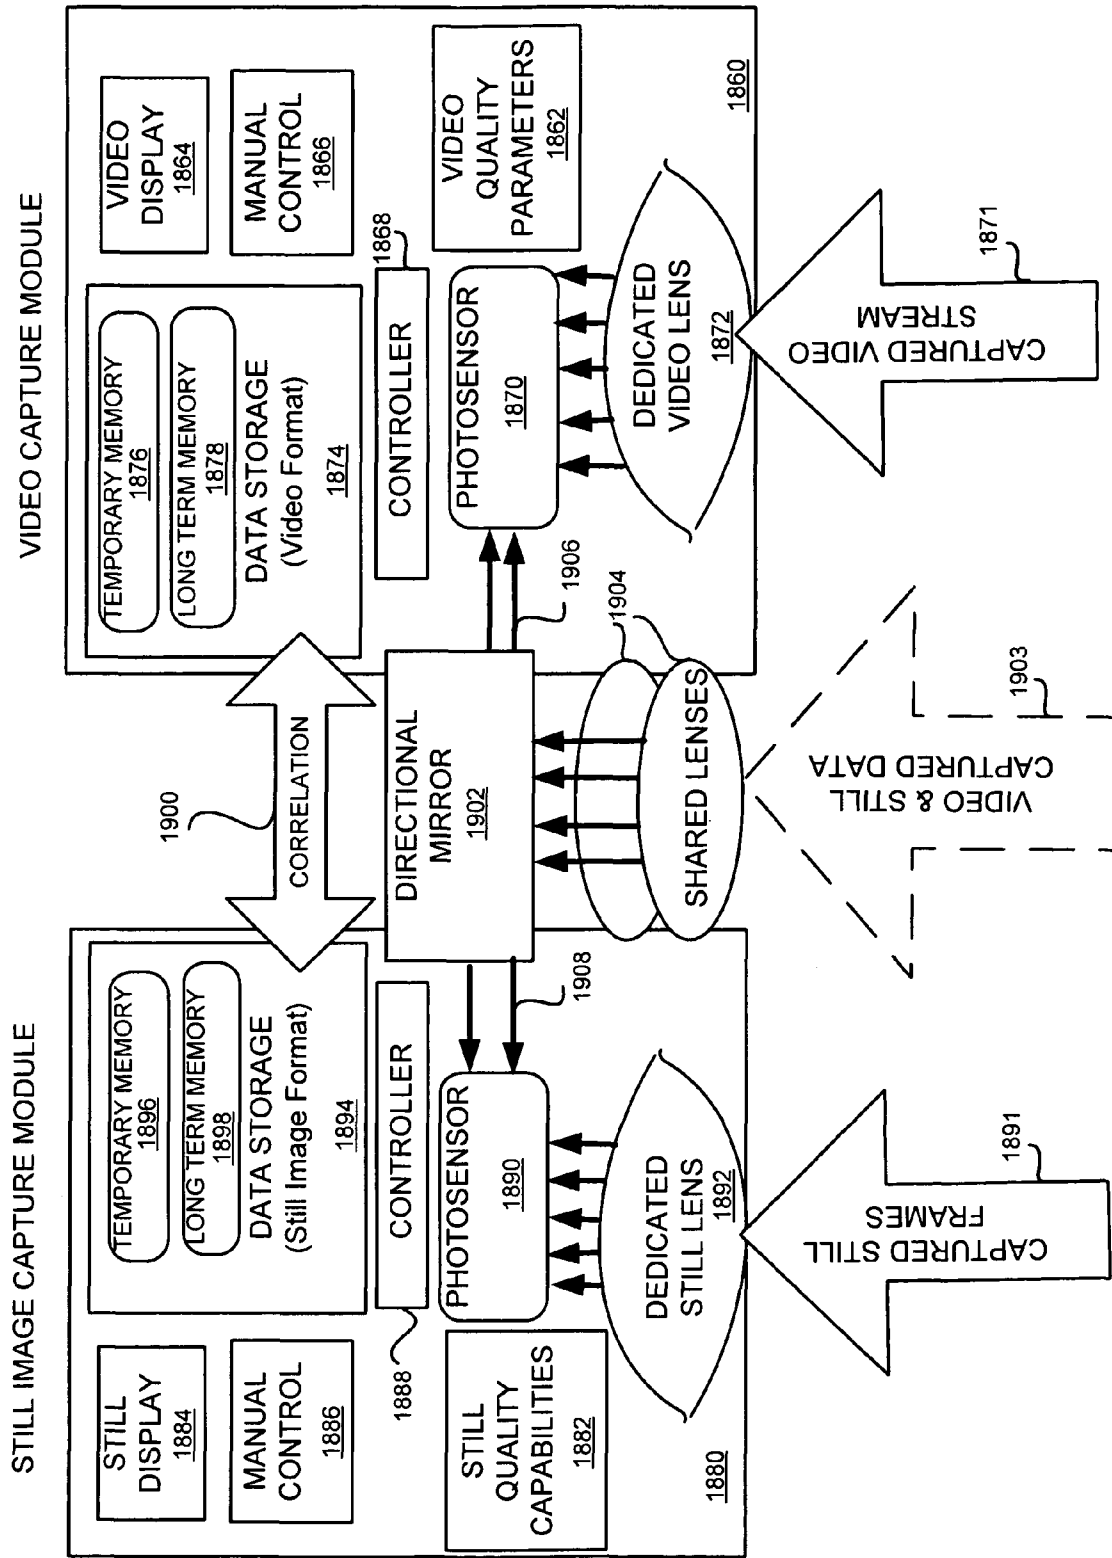 STILL IMAGE CAPTURE MODULE
VIDEO CAPTURE MODULE
STILL
DISPLAY
1884
MANUAL
CONTROL
1886
STILL
QUALITY
CAPABILITIES
1882
1880
TEMPORARY MEMORY
1896
LONG TERM MEMORY
1898
DATA STORAGE
(Still Image Format)
1894
CONTROLLER
1888
PHOTOSENSOR
1890
DEDICATED
STILL LENS
1892
CAPTURED STILL
FRAMES
1891
1900
CORRELATION
DIRECTIONAL
MIRROR
1902
1908
1906
1904
SHARED LENSES
VIDEO & STILL
CAPTURED DATA
1903
TEMPORARY MEMORY
1876
LONG TERM MEMORY
1878
DATA STORAGE
(Video Format)
1874
CONTROLLER
1868
PHOTOSENSOR
1870
DEDICATED
VIDEO LENS
1872
CAPTURED VIDEO
STREAM
1871
VIDEO
DISPLAY
1864
MANUAL
CONTROL
1866
VIDEO
QUALITY
PARAMETERS
1862
1860